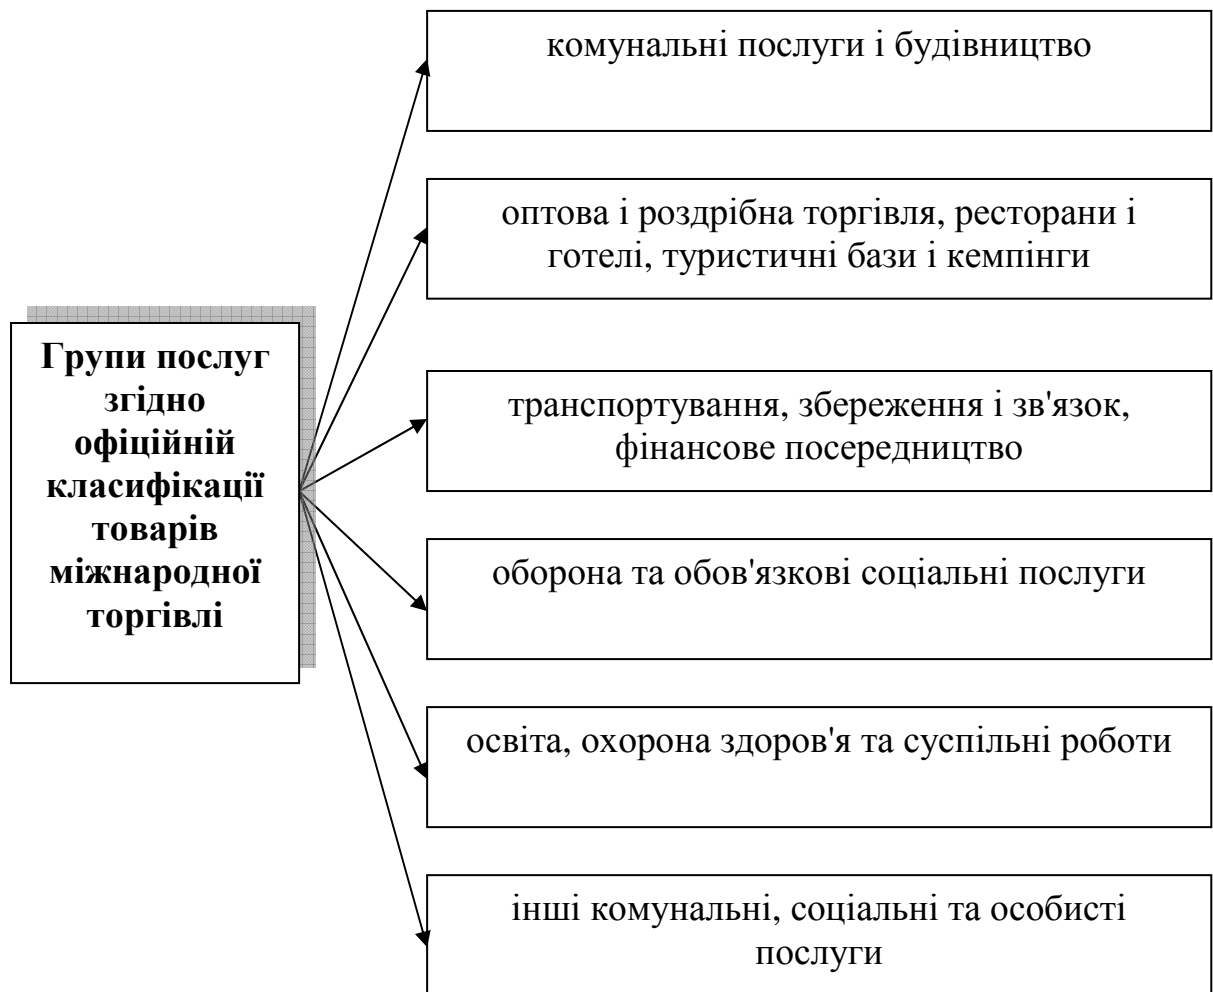 комунальні послуги і будівництво
оптова і роздрібна торгівля, ресторани і
готелі, туристичні бази і кемпінги
Групи послуг
згідно
офіційній
класифікації
товарів
міжнародної
торгівлі
транспортування, збереження і зв'язок,
фінансове посередництво
оборона та обов'язкові соціальні послуги
освіта, охорона здоров'я та суспільні роботи
інші комунальні, соціальні та особисті
послуги